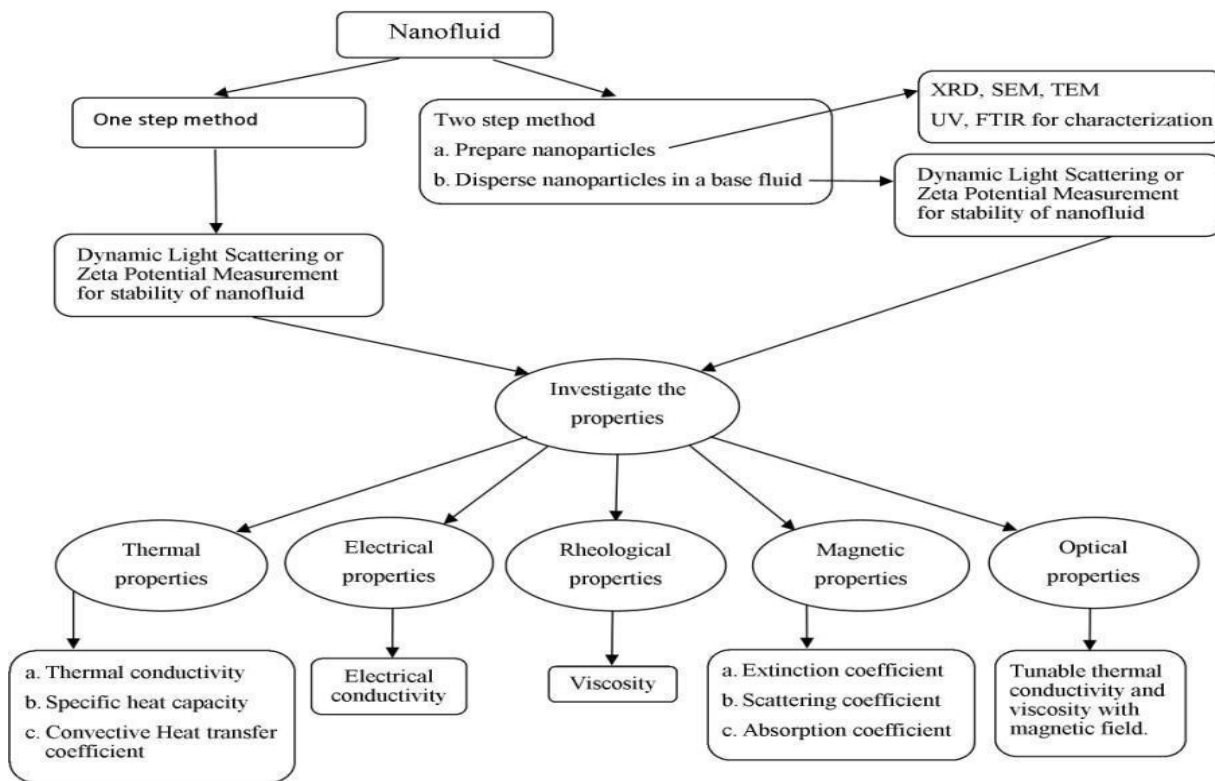 Nanofluid
One step method
Two step method
a. Prepare nanoparticles
b. Disperse nanoparticles in a base fluid
XRD, SEM, TEM
UV, FTIR for characterization
Dynamic Light Scattering or
Zeta Potential Measurement
for stability of nanofluid
Dynamic Light Scattering or
Zeta Potential Measurement
for stability of nanofluid
Investigate the
properties
Thermal
properties
Electrical
properties
Rheological
properties
Magnetic
properties
Optical
properties
a. Thermal conductivity
b. Specific heat capacity
c. Convective Heat transfer
coefficient
Electrical
conductivity
Viscosity
a. Extinction coefficient
b. Scattering coefficient
c. Absorption coefficient
Tunable thermal
conductivity and
viscosity with
magnetic field.